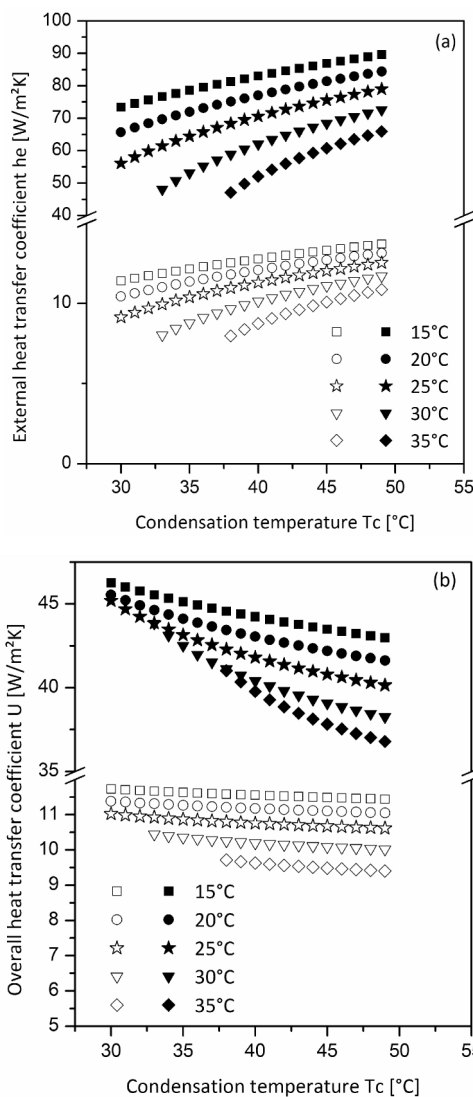 (a)
External heat transfer coefficient he [W/m²K]
100
90
80
70
60
50
40
10
0
15°C
20°C
25°C
30°C
35°C
30 35 40 45 50 55
Condensation temperature Tc [°C]
(b)
Overall heat transfer coefficient U [W/m²K]
45
40
35
11
10
9
8
7
6
5
15°C
20°C
25°C
30°C
35°C
30 35 40 45 50 55
Condensation temperature Tc [°C]